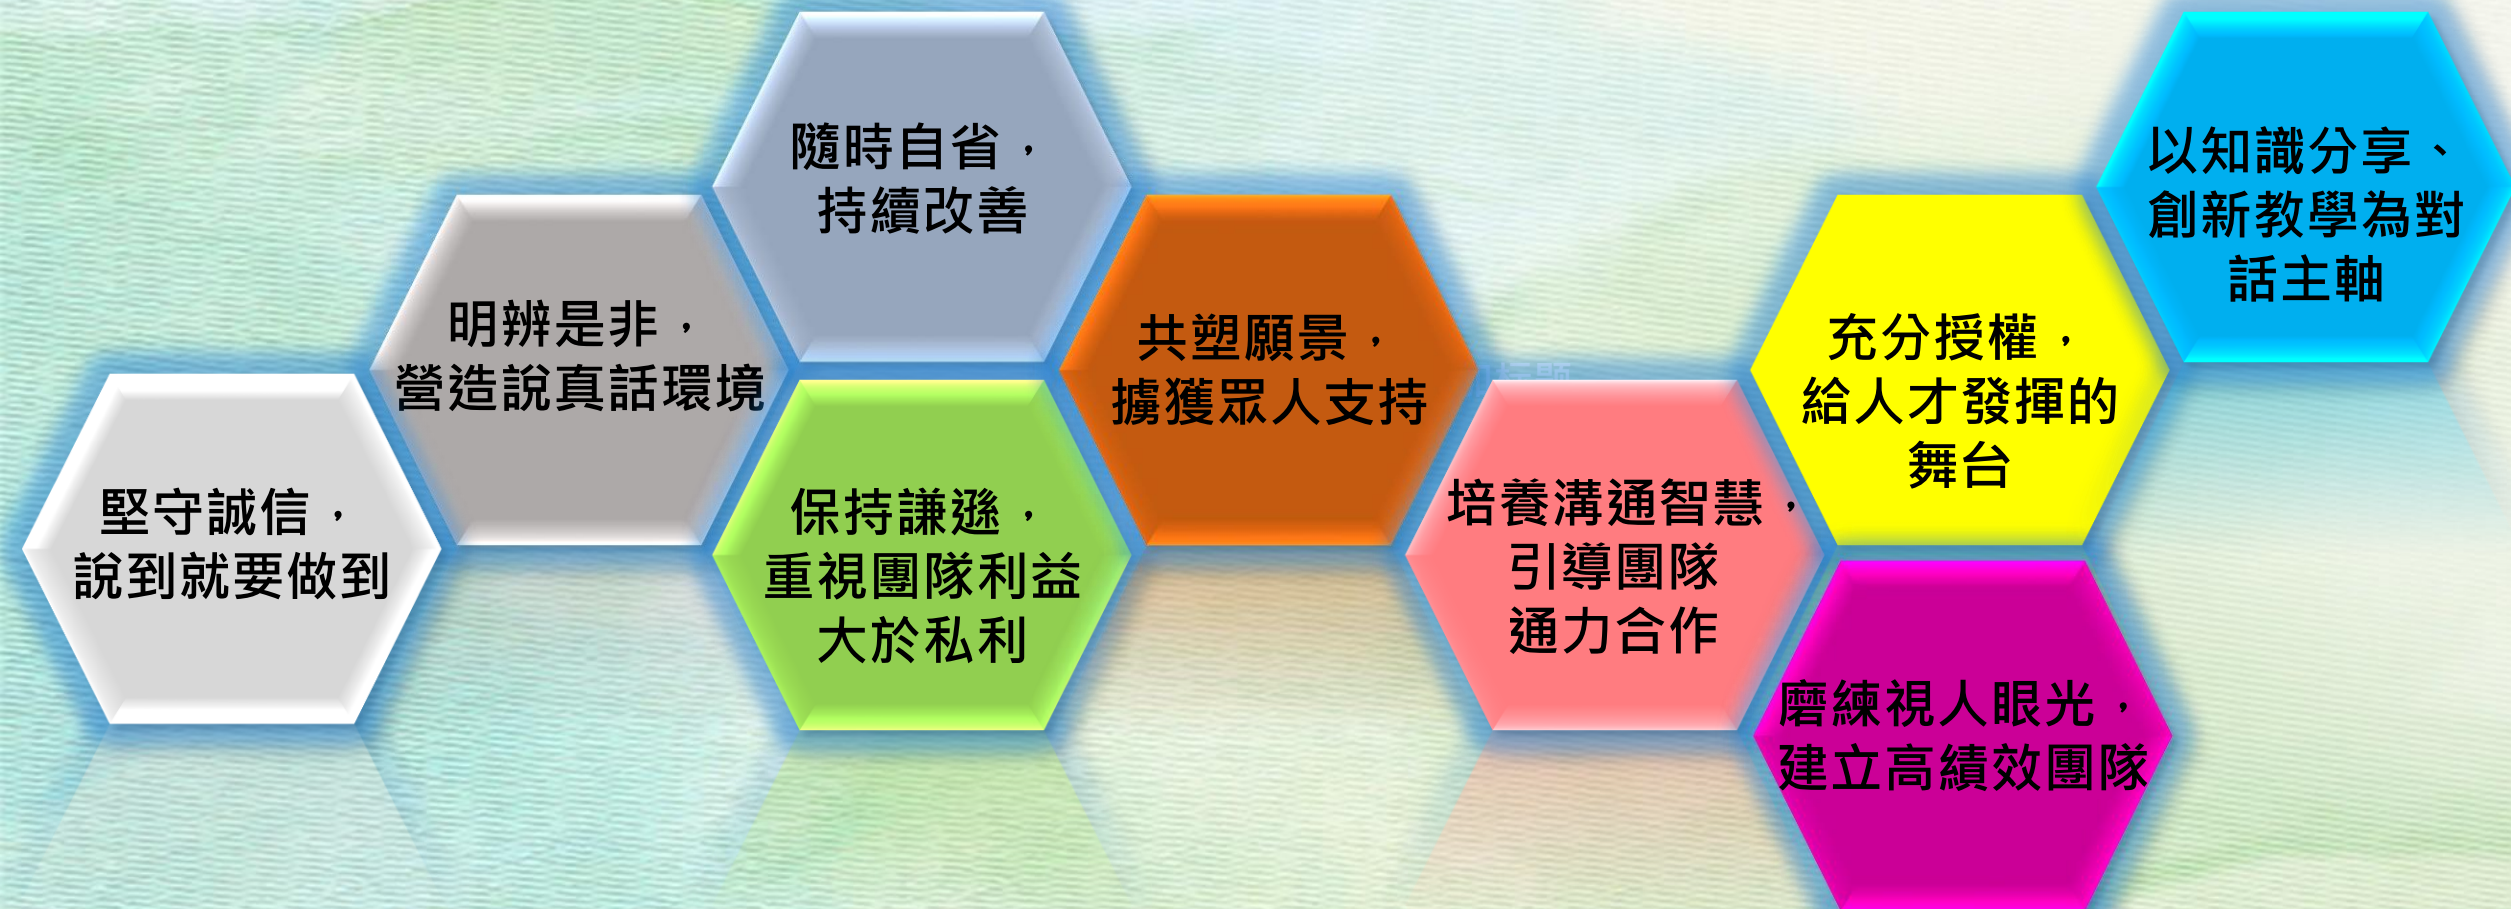 堅守誠信，
說到就要做到
明辨是非，
營造說真話環境
隨時自省，
持續改善
保持謙遜，
重視團隊利益
大於私利
共塑願景，
擄獲眾人支持
培養溝通智慧，
引導團隊
通力合作
充分授權，
給人才發揮的
舞台
磨練視人眼光，
建立高績效團隊
以知識分享、
創新教學為對
話主軸